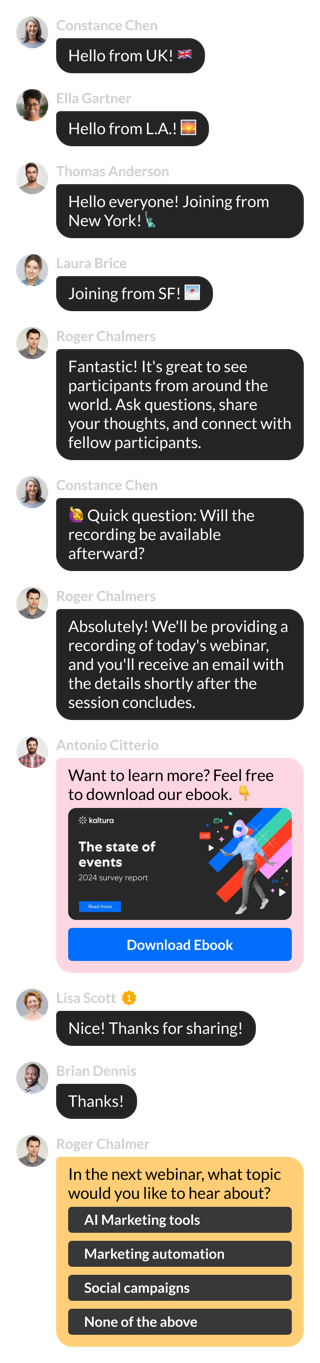 Constance Chen
Hello from UK! 🇬🇧
Ella Gartner
Hello from L.A.! 🌇
Thomas Anderson
Hello everyone! Joining from
New York!🗽
Laura Brice
Joining from SF! 🌁
Roger Chalmers
Fantastic! It's great to see
participants from around the
world. Ask questions, share
your thoughts, and connect with
fellow participants.
Constance Chen
🙋‍♀️ Quick question: Will the
recording be available
afterward?
Roger Chalmers
Absolutely! We'll be providing a
recording of today's webinar,
and you'll receive an email with
the details shortly after the
session concludes.
Antonio Citterio
Want to learn more? Feel free
to download our ebook. 👇
kaltura
LIVE
The state of
events
2024 survey report
Read more
Download Ebook
Lisa Scott 1
Nice! Thanks for sharing!
Brian Dennis
Thanks!
Roger Chalmer
In the next webinar, what topic
would you like to hear about?
AI Marketing tools
Marketing automation
Social campaigns
None of the above